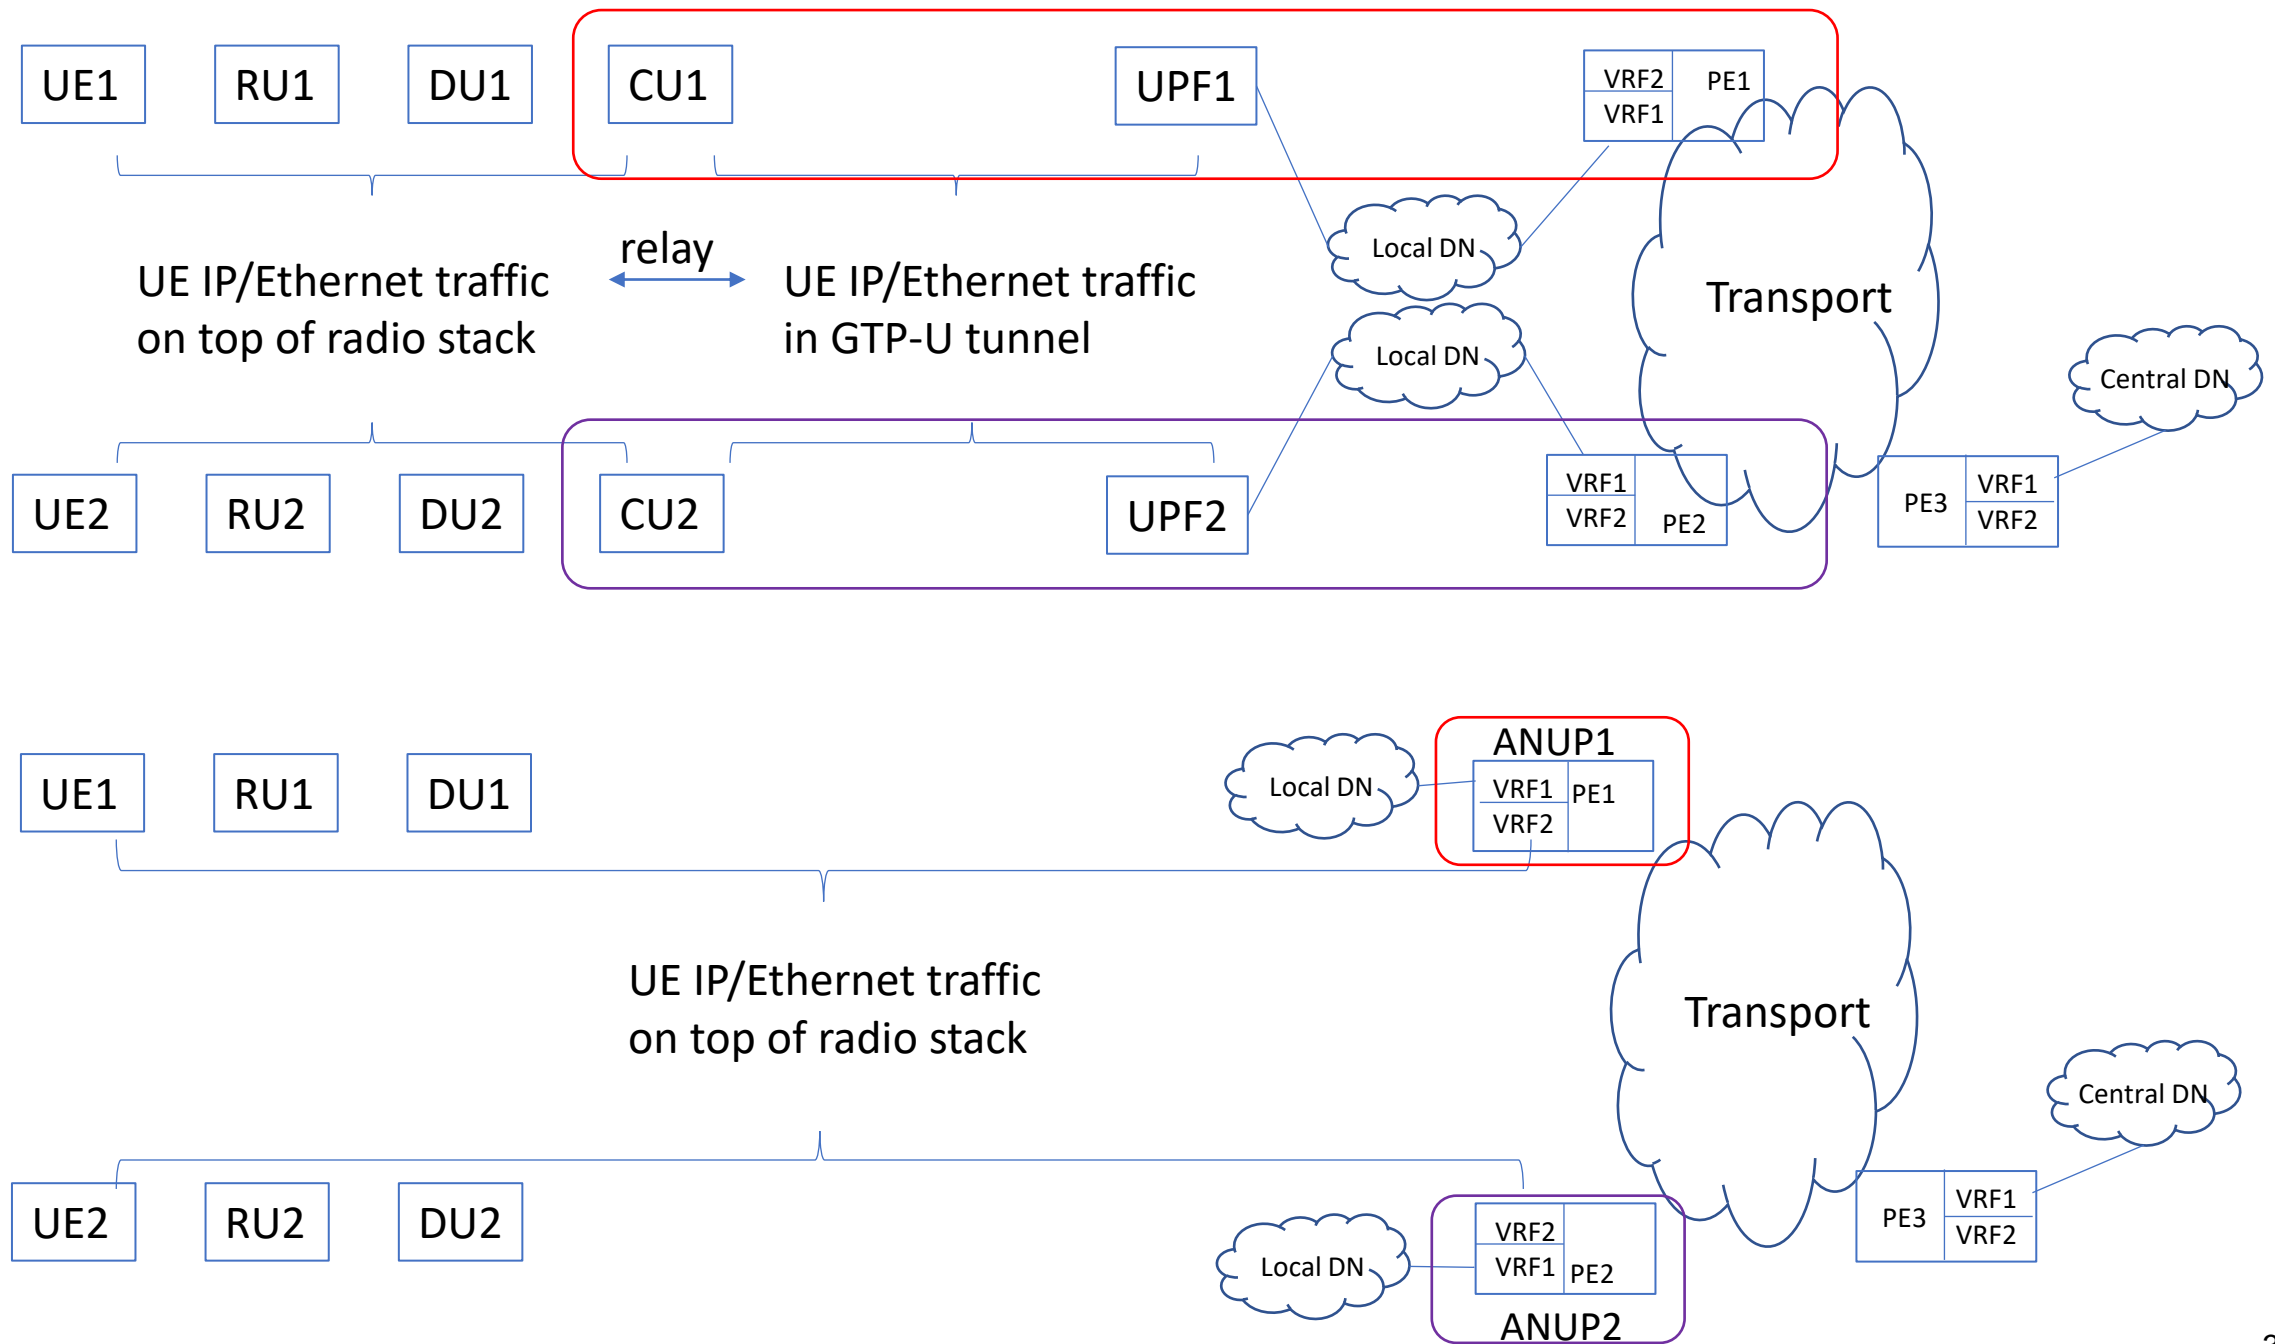 UE1
RU1
DU1
CU1
UPF1
VRF2
PE1
VRF1
relay
Local DN
UE IP/Ethernet traffic
on top of radio stack
UE IP/Ethernet traffic
in GTP-U tunnel
Transport
Local DN
Central DN
UE2
RU2
DU2
CU2
UPF2
VRF1
VRF2
PE2
PE3
VRF1
VRF2
ANUP1
UE1
RU1
DU1
Local DN
VRF1
PE1
VRF2
UE IP/Ethernet traffic
on top of radio stack
Transport
Central DN
UE2
RU2
DU2
Local DN
VRF2
VRF1
PE2
PE3
VRF1
VRF2
ANUP2